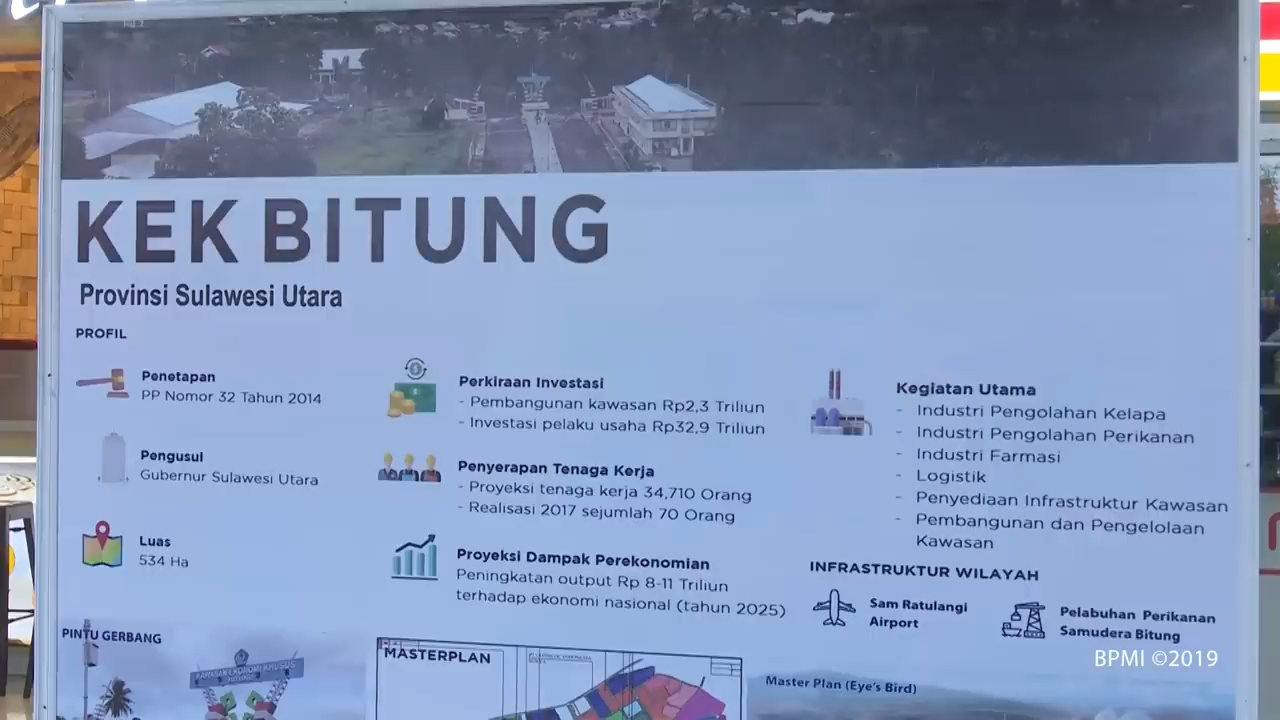 KEK BITUNG
Provinsi Sulawesi Utara
PROFIL
Penetapan
PP Nomor 32 Tahun 2014
Pengusul
Gubernur Sulawesi Utara
Luas
534 Ha
Perkiraan Investasi
- Pembangunan kawasan Rp2,3 Triliun
- Investasi pelaku usaha Rp32,9 Triliun
Penyerapan Tenaga Kerja
- Proyeksi tenaga kerja 34,710 Orang
- Realisasi 2017 sejumlah 70 Orang
Proyeksi Dampak Perekonomian
Peningkatan output Rp 8-11 Triliun
terhadap ekonomi nasional (tahun 2025)
Kegiatan Utama
- Industri Pengolahan Kelapa
- Industri Pengolahan Perikanan
- Industri Farmasi
- Logistik
- Penyediaan Infrastruktur Kawasan
- Pembangunan dan Pengelolaan
Kawasan
INFRASTRUKTUR WILAYAH
Sam Ratulangi
Airport
Pelabuhan Perikanan
Samudera Bitung
PINTU GERBANG
KAWASAN EKONOMI KHUSUS
MASTERPLAN
Master Plan (Eye's Bird)
BPMI ©2019